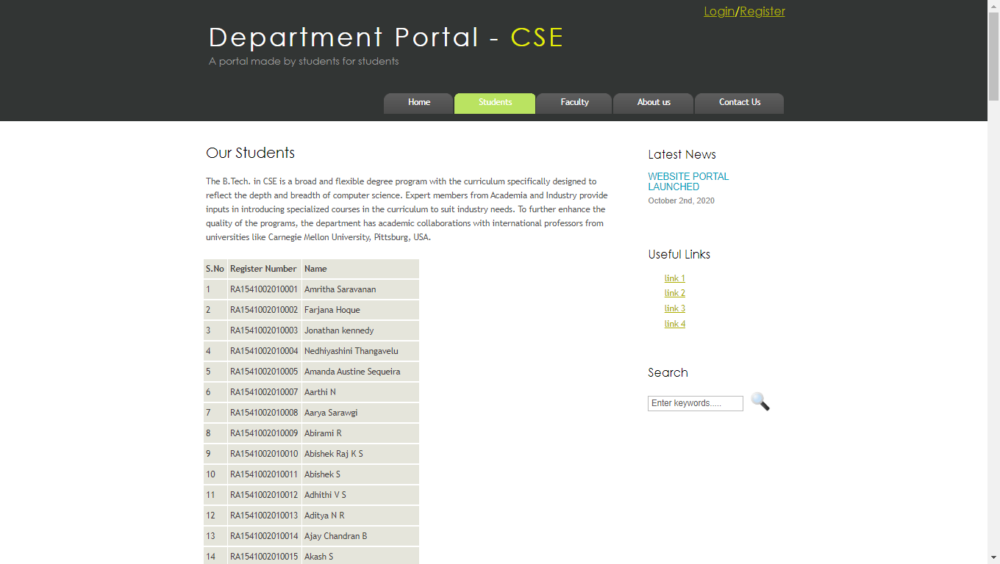 Login/Register
Department Portal - CSE
A portal made by students for students
Home Students Faculty About us Contact Us
Our Students
The B.Tech. in CSE is a broad and flexible degree program with the curriculum specifically designed to
reflect the depth and breadth of computer science. Expert members from Academia and Industry provide
inputs in introducing specialized courses in the curriculum to suit industry needs. To further enhance the
quality of the programs, the department has academic collaborations with international professors from
universities like Carnegie Mellon University, Pittsburg, USA.
S.No Register Number Name
1 RA1541002010001 Amritha Saravanan
2 RA1541002010002 Farjana Hoque
3 RA1541002010003 Jonathan kennedy
4 RA1541002010004 Nedhiyashini Thangavelu
5 RA1541002010005 Amanda Austine Sequeira
6 RA1541002010007 Aarthi N
7 RA1541002010008 Aarya Sarawgi
8 RA1541002010009 Abirami R
9 RA1541002010010 Abishek Raj K S
10 RA1541002010011 Abishek S
11 RA1541002010012 Adhithi V S
12 RA1541002010013 Aditya N R
13 RA1541002010014 Ajay Chandran B
14 RA1541002010015 Akash S
Latest News
WEBSITE PORTAL
LAUNCHED
October 2nd, 2020
Useful Links
link 1
link 2
link 3
link 4
Search
Enter keywords.....